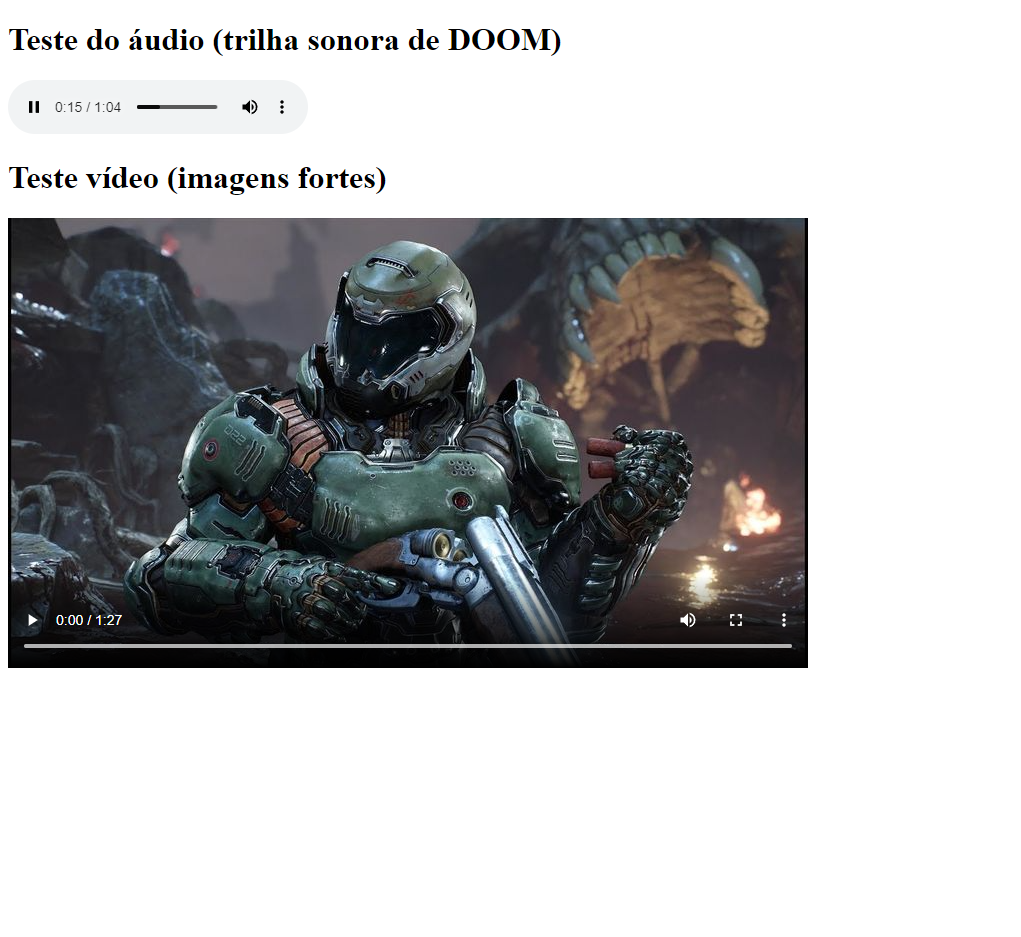 Teste do áudio (trilha sonora de DOOM)
0:15 / 1:04
Teste vídeo (imagens fortes)
0:00 / 1:27